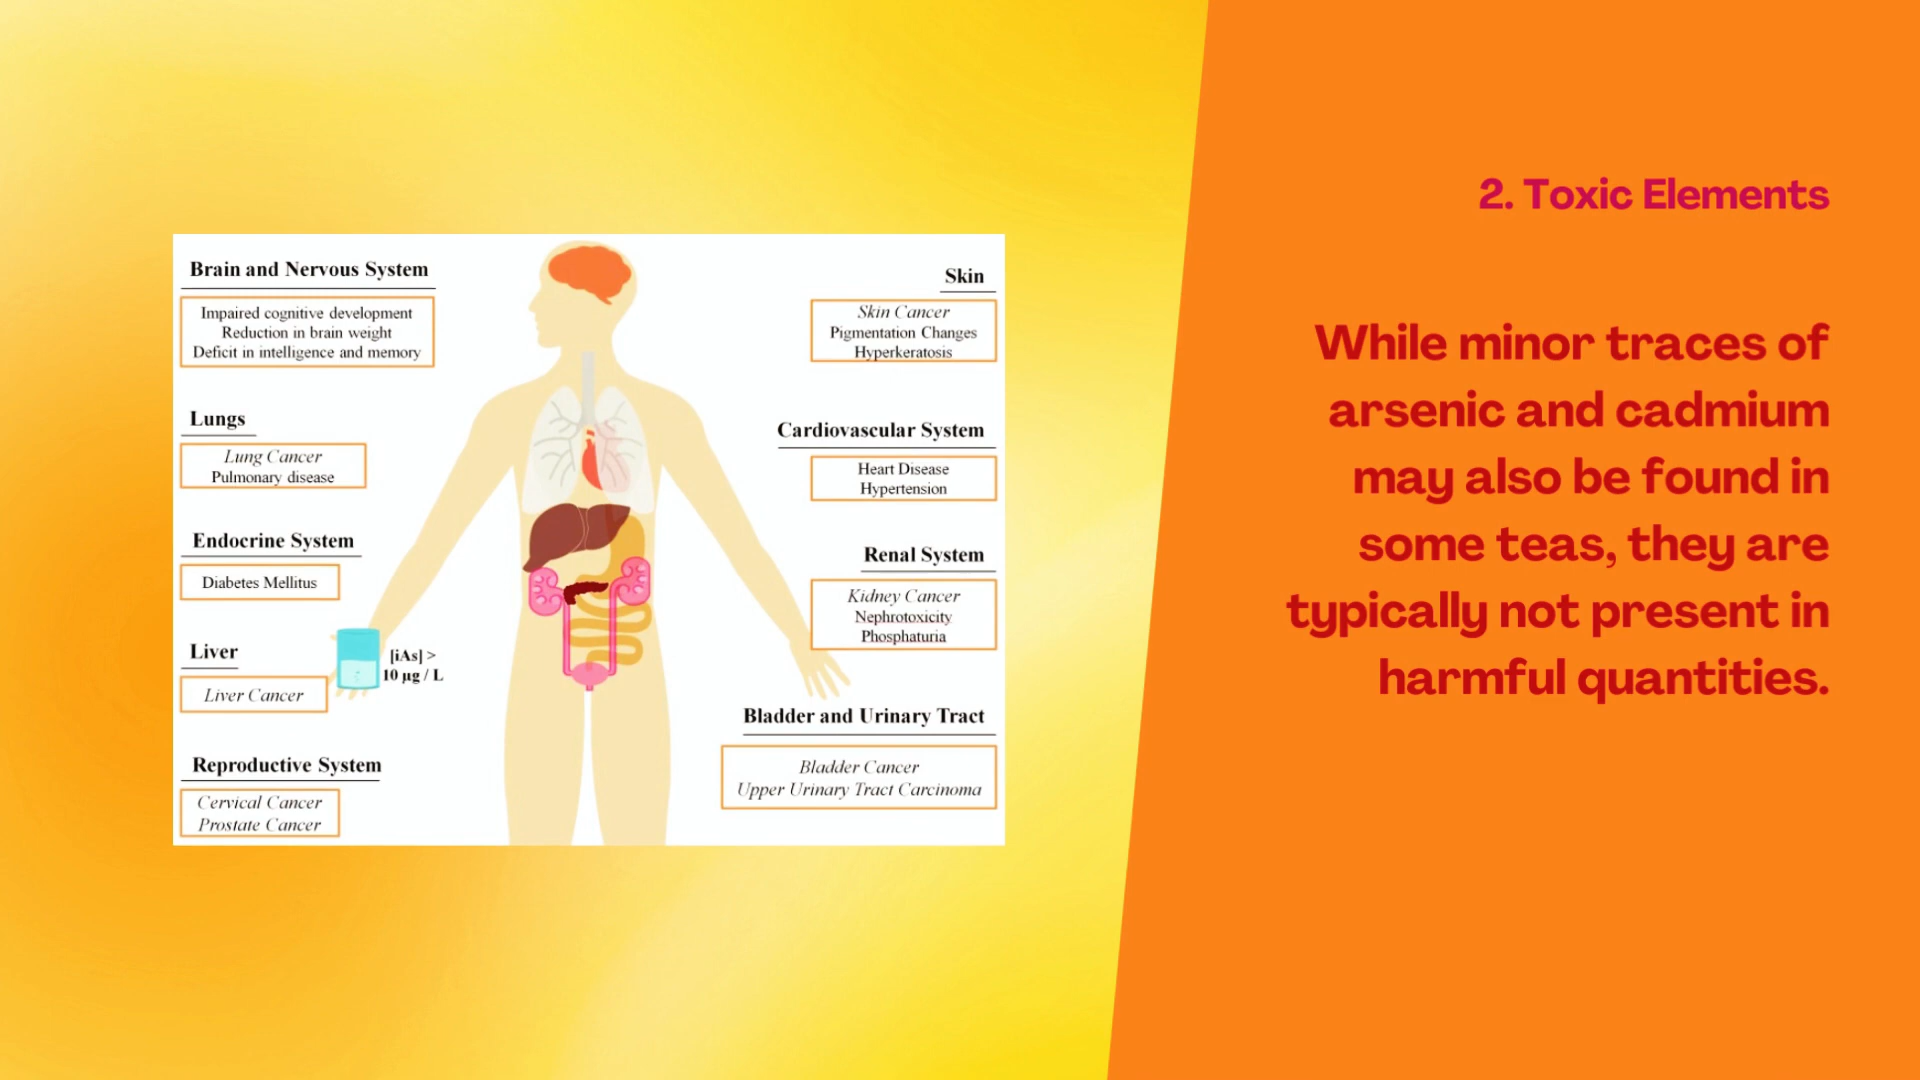 Brain and Nervous System
Impaired cognitive development
Reduction in brain weight
Deficit in intelligence and memory
Lungs
Lung Cancer
Pulmonary disease
Endocrine System
Diabetes Mellitus
Liver
Liver Cancer
[iAs] >
10 µg / L
Reproductive System
Cervical Cancer
Prostate Cancer
Skin
Skin Cancer
Pigmentation Changes
Hyperkeratosis
Cardiovascular System
Heart Disease
Hypertension
Renal System
Kidney Cancer
Nephrotoxicity
Phosphaturia
Bladder and Urinary Tract
Bladder Cancer
Upper Urinary Tract Carcinoma
2. Toxic Elements
While minor traces of
arsenic and cadmium
may also be found in
some teas, they are
typically not present in
harmful quantities.